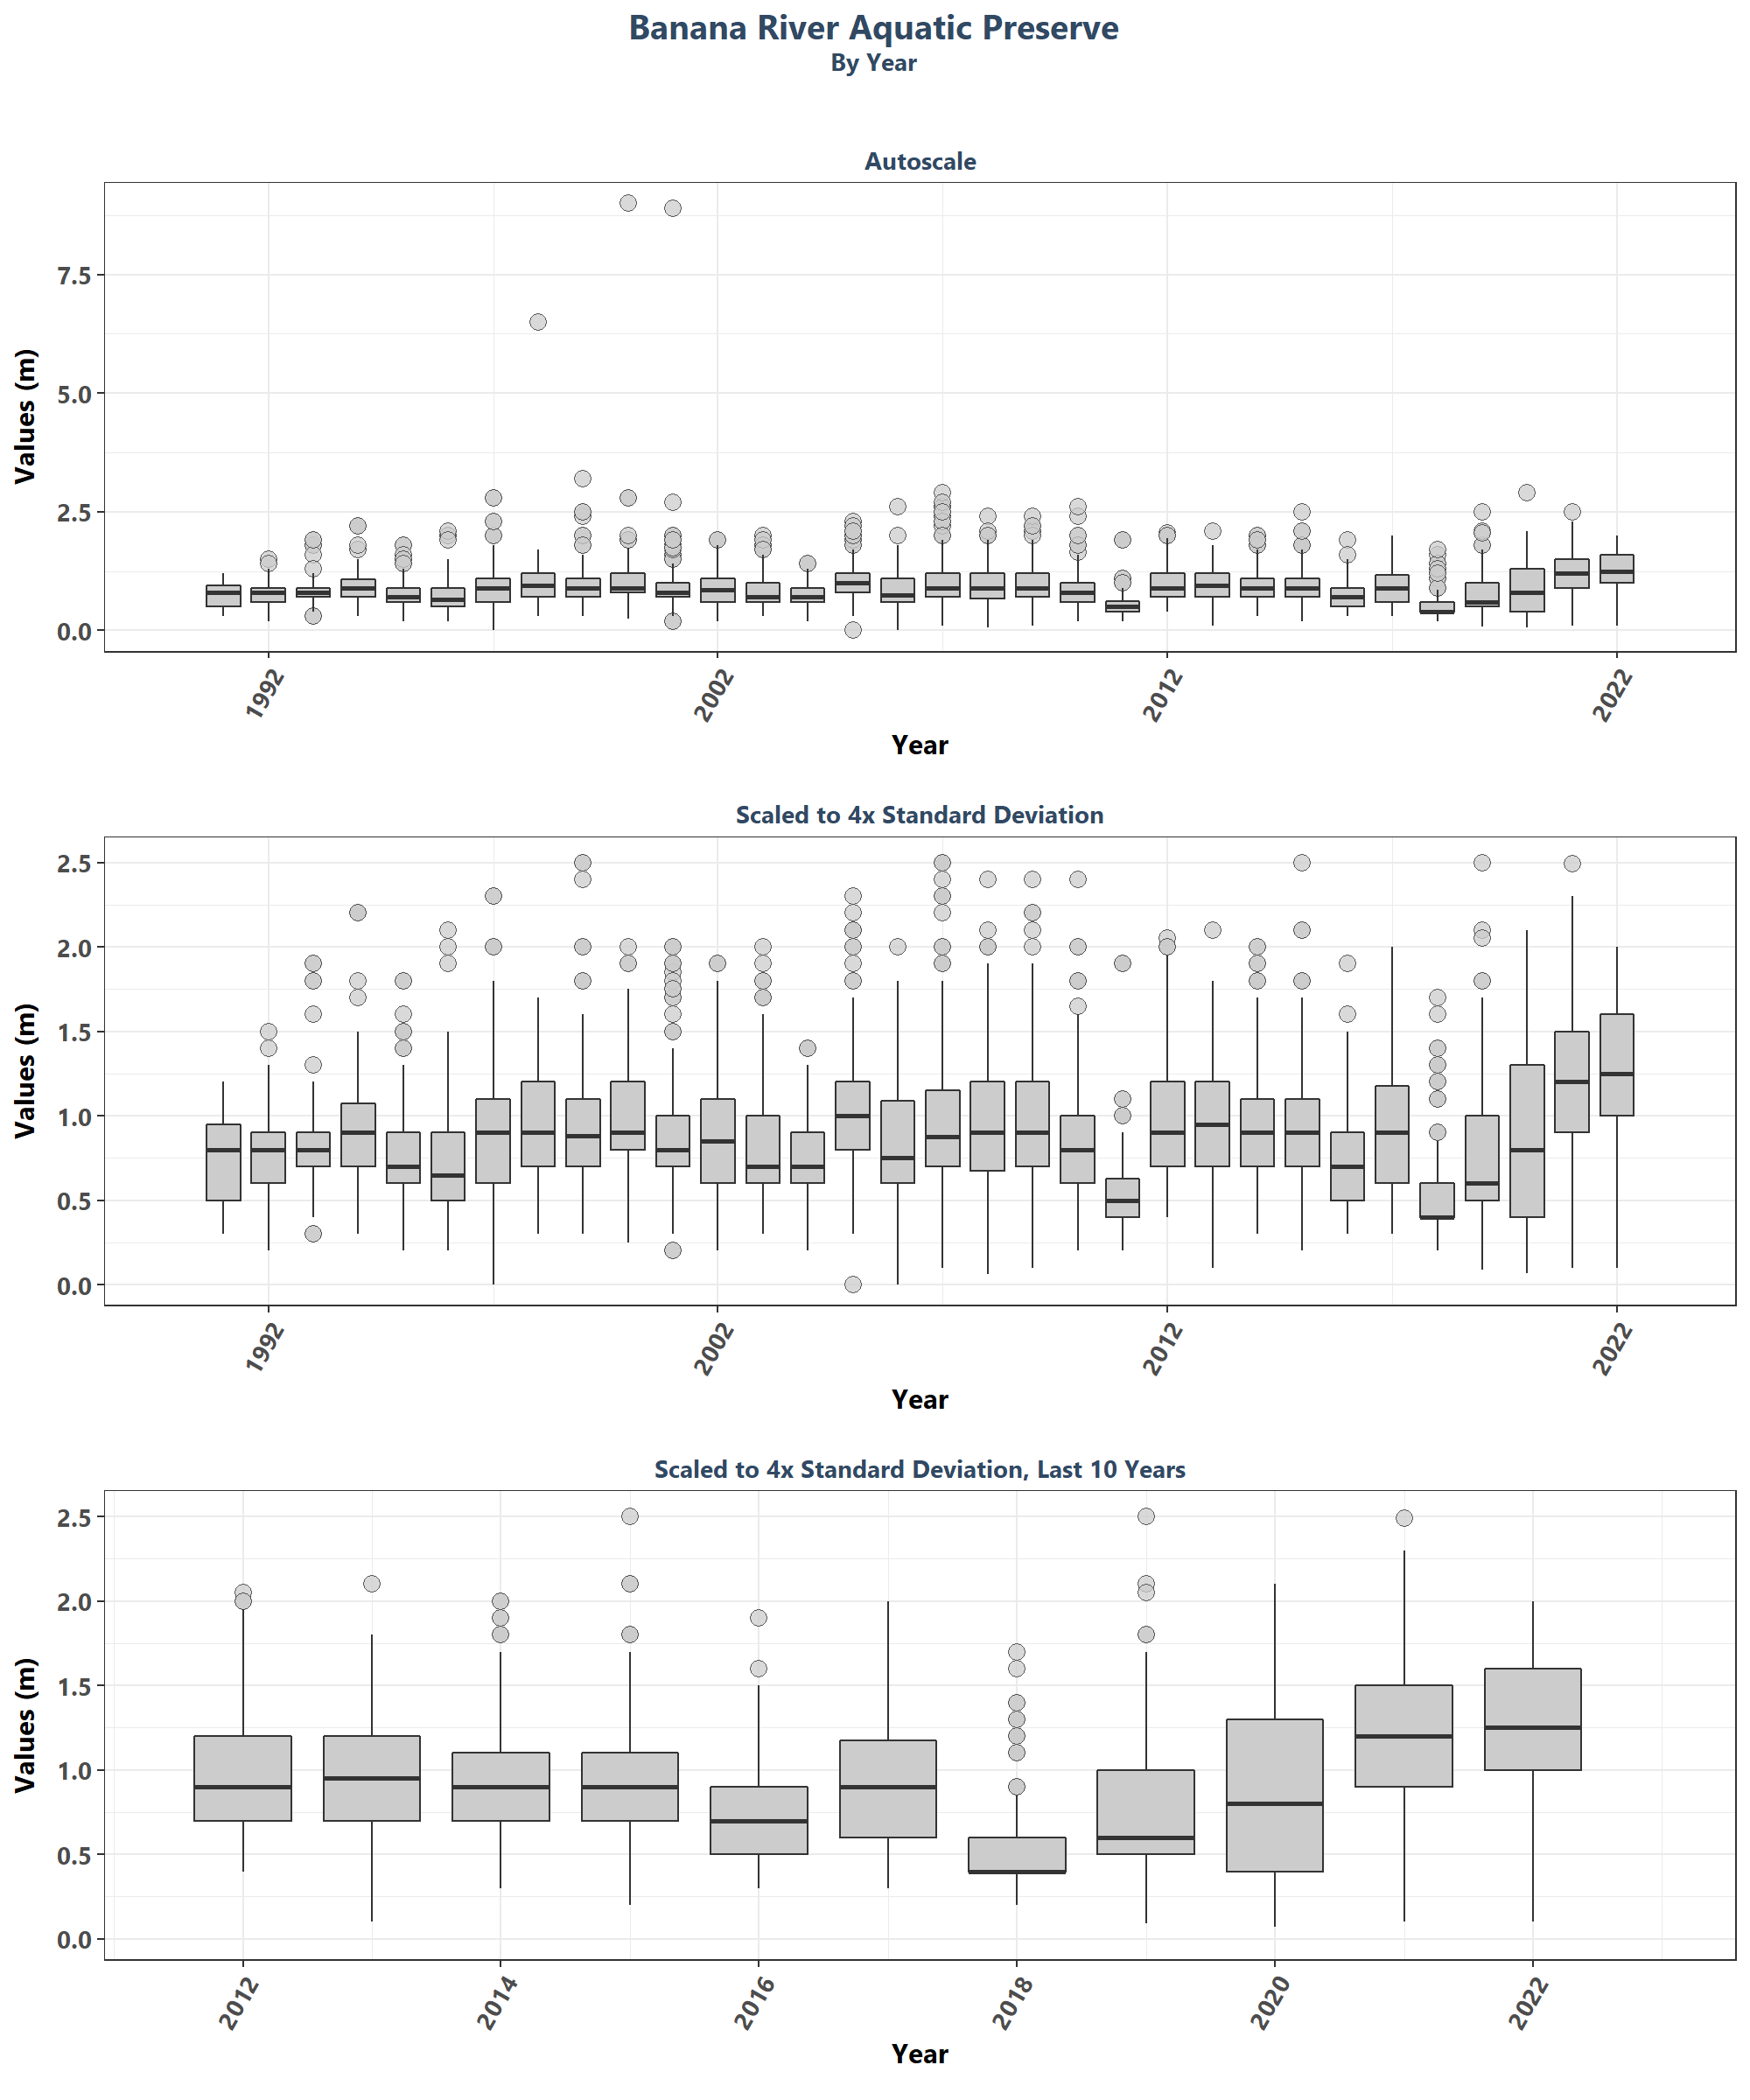 Banana River Aquatic Preserve
By Year
Autoscale
Values (m)
7.5
5.0
2.5
0.0
1992 2002 2012 2022
Year
Scaled to 4x Standard Deviation
Values (m)
2.5
2.0
1.5
1.0
0.5
0.0
1992 2002 2012 2022
Year
Scaled to 4x Standard Deviation, Last 10 Years
Values (m)
2.5
2.0
1.5
1.0
0.5
0.0
2012 2014 2016 2018 2020 2022
Year